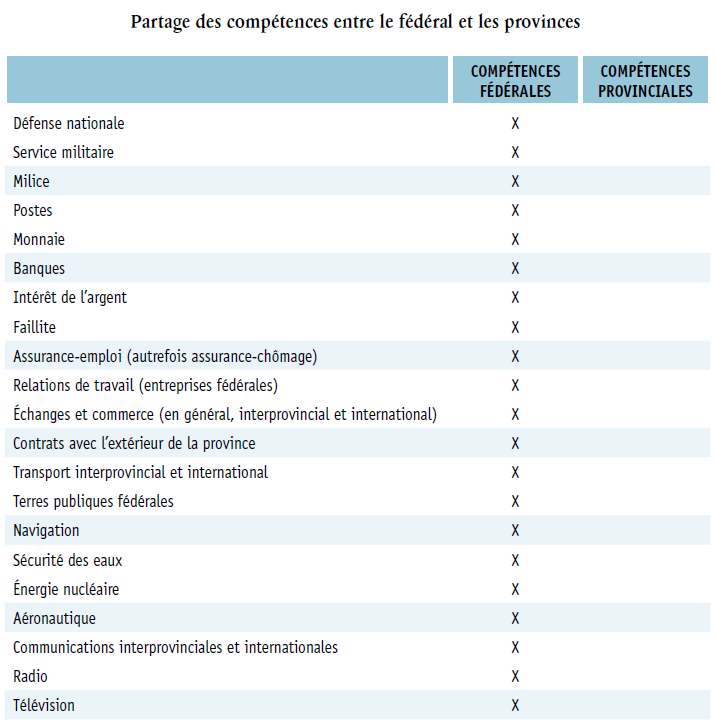 Partage des compétences entre le fédéral et les provinces
COMPÉTENCES FÉDÉRALES COMPÉTENCES PROVINCIALES
Défense nationale X
Service militaire X
Milice X
Postes X
Monnaie X
Banques X
Intérêt de l’argent X
Faillite X
Assurance-emploi (autrefois assurance-chômage) X
Relations de travail (entreprises fédérales) X
Échanges et commerce (en général, interprovincial et international) X
Contrats avec l’extérieur de la province X
Transport interprovincial et international X
Terres publiques fédérales X
Navigation X
Sécurité des eaux X
Énergie nucléaire X
Aéronautique X
Communications interprovinciales et internationales X
Radio X
Télévision X